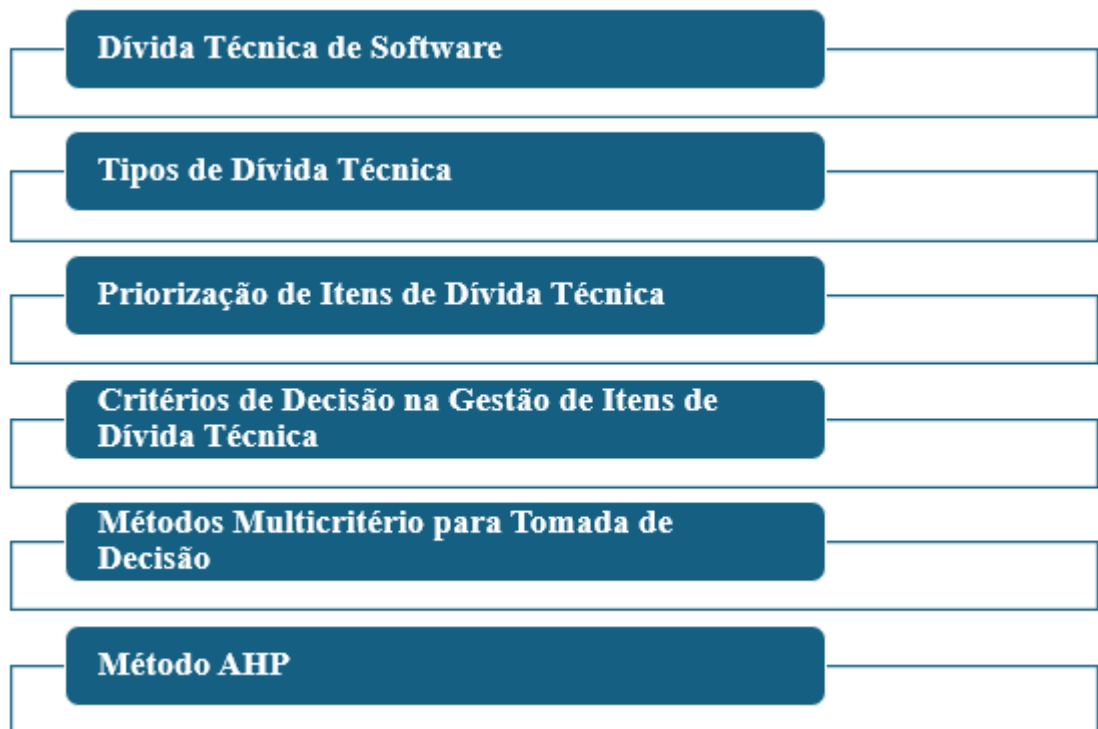 Dívida Técnica de Software
Tipos de Dívida Técnica
Priorização de Itens de Dívida Técnica
Critérios de Decisão na Gestão de Itens de
Dívida Técnica
Métodos Multicritério para Tomada de
Decisão
Método AHP